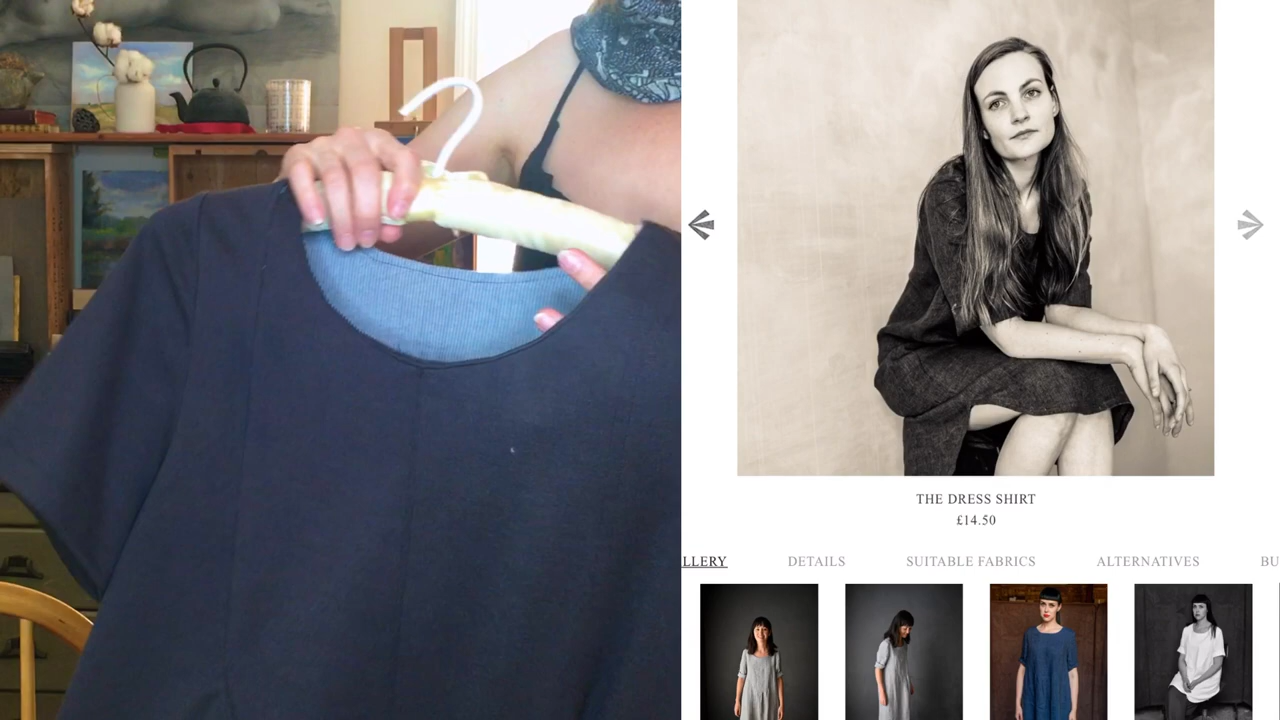 THE DRESS SHIRT
£14.50
LLERY DETAILS SUITABLE FABRICS ALTERNATIVES BU